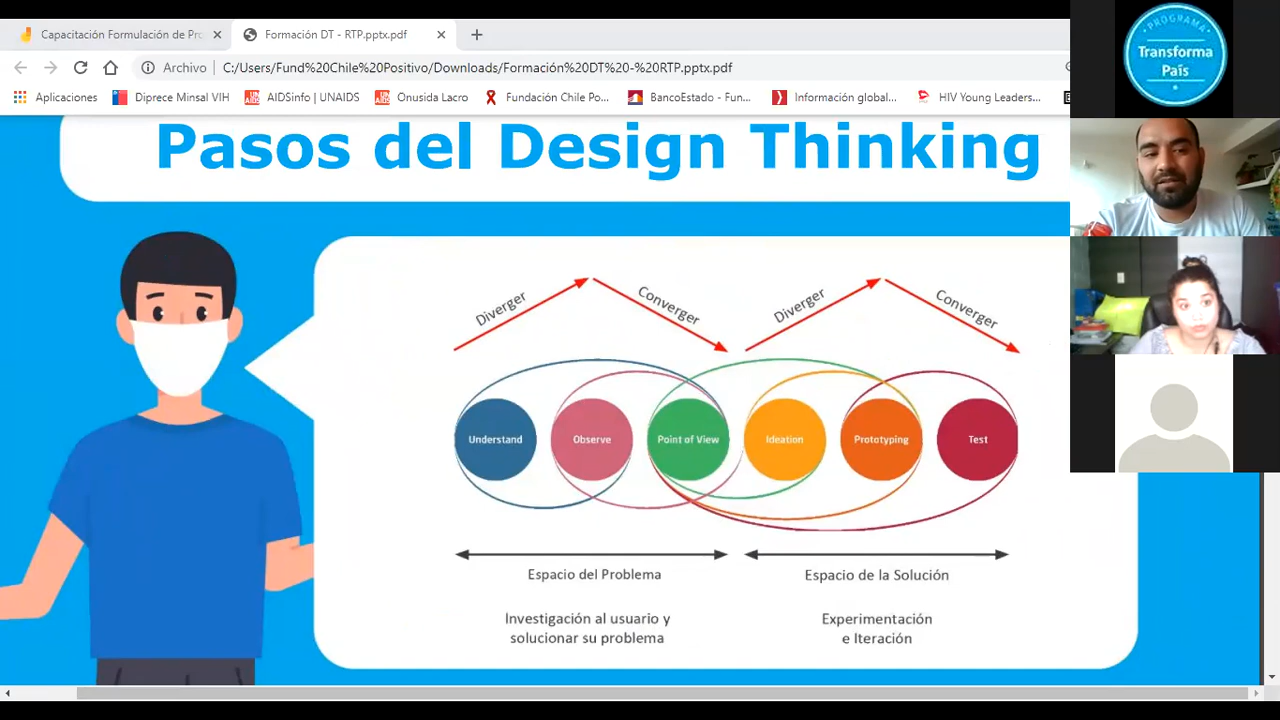 Capacitación Formulación de Pro
Formación DT - RTP.pptx.pdf
Archivo
C:/Users/Fund%20Chile%20Positivo/Downloads/Formación%20DT%20-%20RTP.pptx.pdf
Aplicaciones
Diprece Minsal VIH
AIDSinfo | UNAIDS
Onusida Lacro
Fundación Chile Po...
BancoEstado - Fun...
Información global...
HIV Young Leaders...
PROGRAMA
Transforma
País
Pasos del Design Thinking
Diverger
Converger
Diverger
Converger
Understand
Observe
Point of View
Ideation
Prototyping
Test
Espacio del Problema
Espacio de la Solución
Investigación al usuario y
solucionar su problema
Experimentación
e Iteración